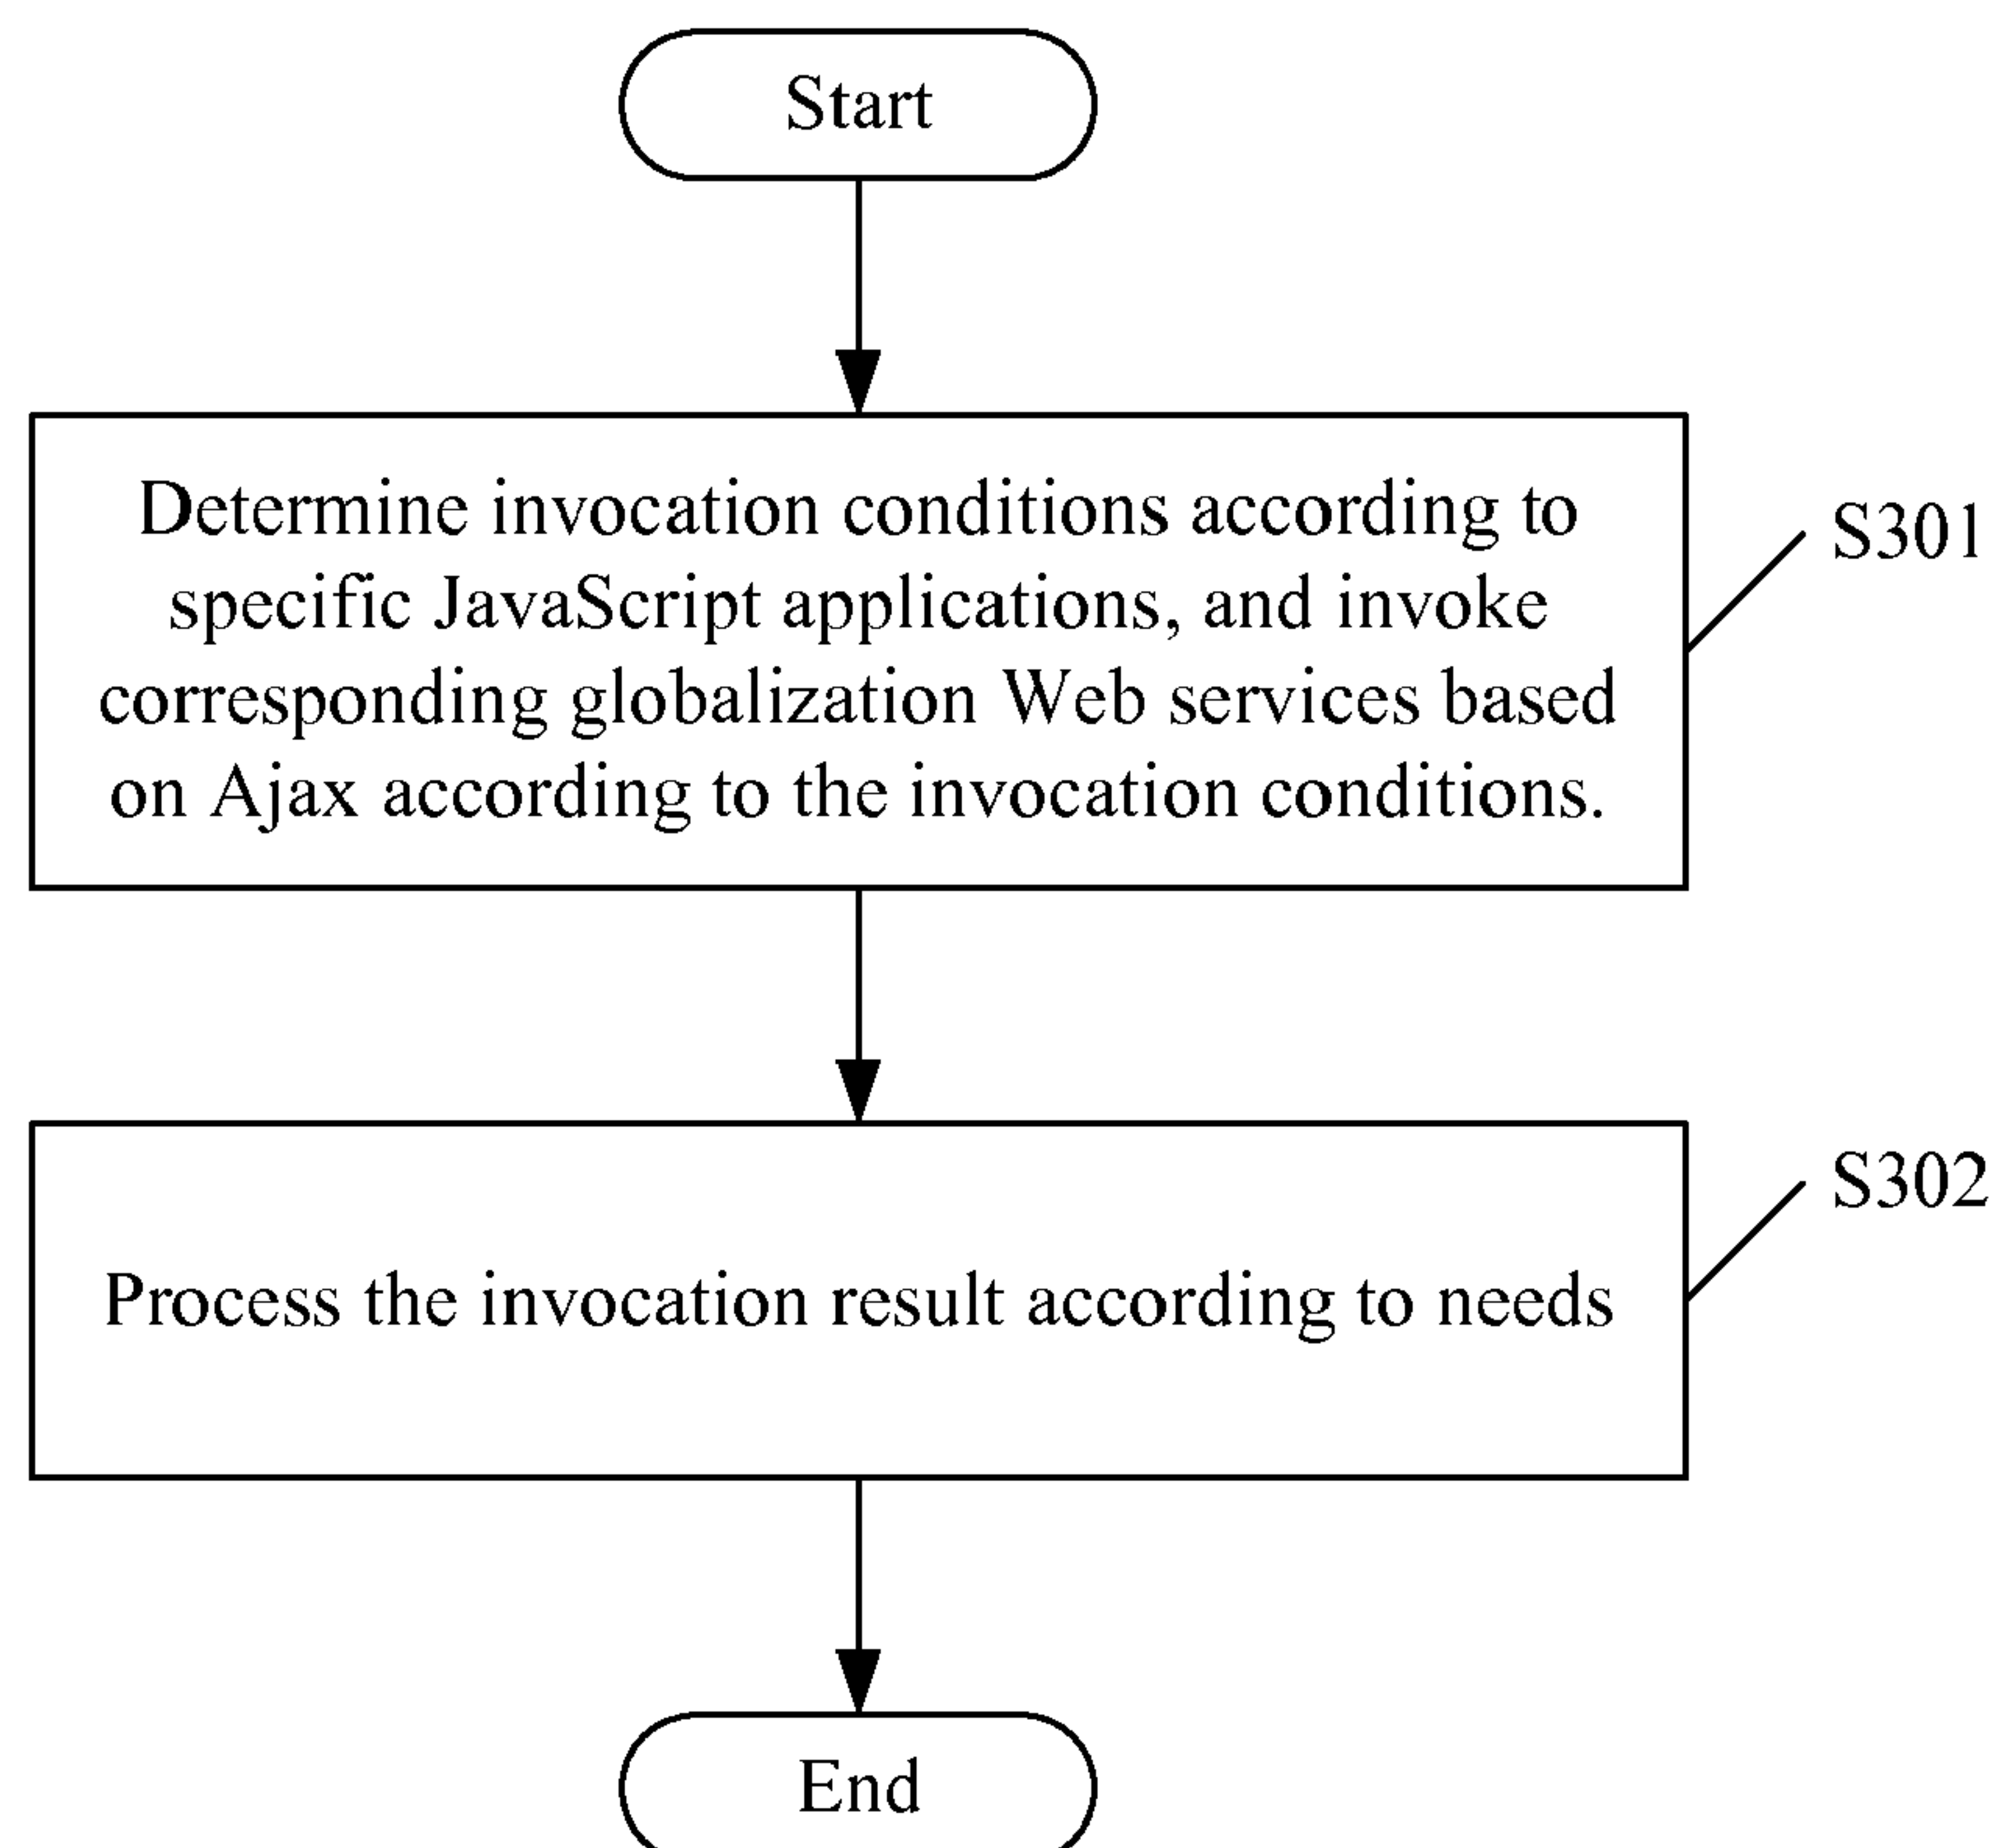 Start
Determine invocation conditions according to
specific JavaScript applications, and invoke
corresponding globalization Web services based
on Ajax according to the invocation conditions.
S301
Process the invocation result according to needs
S302
End